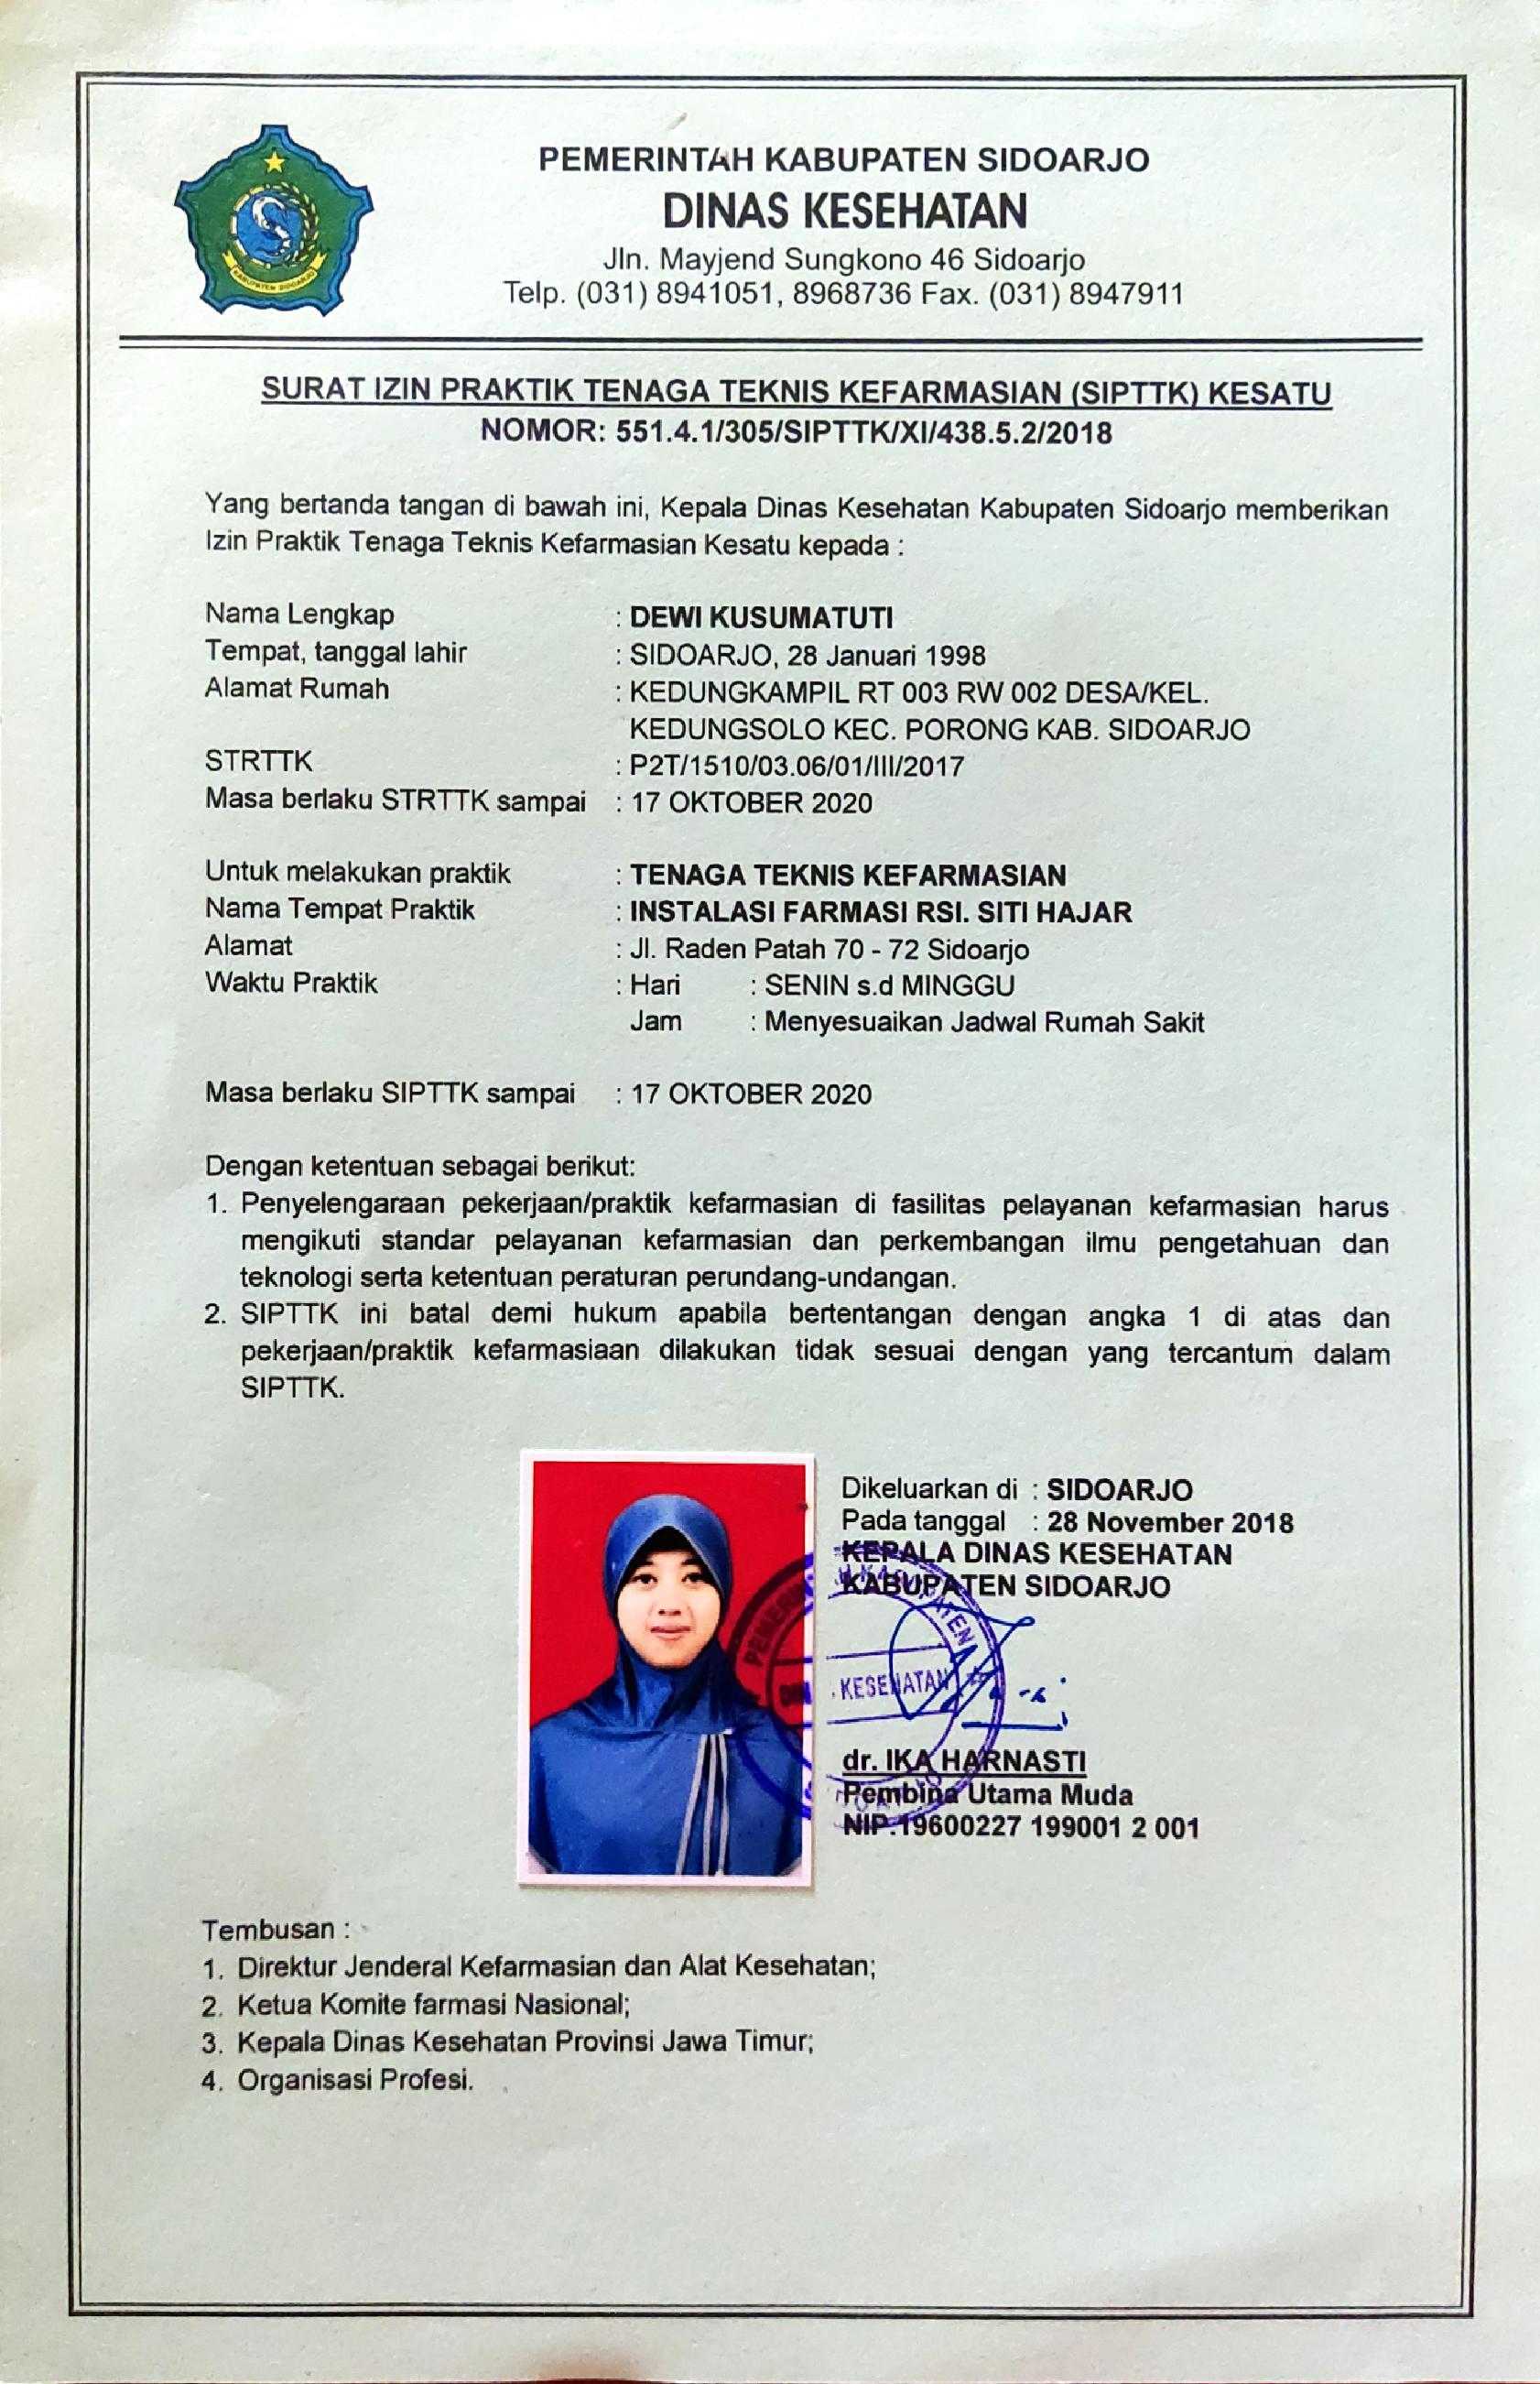 PEMERINTAH KABUPATEN SIDOARJO
DINAS KESEHATAN
Jln. Mayjend Sungkono 46 Sidoarjo
Telp. (031) 8941051, 8968736 Fax. (031) 8947911
KABUPATEN SIDOARJO
SURAT IZIN PRAKTIK TENAGA TEKNIS KEFARMASIAN (SIPTTK) KESATU
NOMOR: 551.4.1/305/SIPTTK/XI/438.5.2/2018
Yang bertanda tangan di bawah ini, Kepala Dinas Kesehatan Kabupaten Sidoarjo memberikan
Izin Praktik Tenaga Teknis Kefarmasian Kesatu kepada :
Nama Lengkap : DEWI KUSUMATUTI
Tempat, tanggal lahir : SIDOARJO, 28 Januari 1998
Alamat Rumah : KEDUNGKAMPIL RT 003 RW 002 DESA/KEL.
KEDUNGSOLO KEC. PORONG KAB. SIDOARJO
STRTTK : P2T/1510/03.06/01/III/2017
Masa berlaku STRTTK sampai : 17 OKTOBER 2020
Untuk melakukan praktik : TENAGA TEKNIS KEFARMASIAN
Nama Tempat Praktik : INSTALASI FARMASI RSI. SITI HAJAR
Alamat : Jl. Raden Patah 70 - 72 Sidoarjo
Waktu Praktik : Hari : SENIN s.d MINGGU
Jam : Menyesuaikan Jadwal Rumah Sakit
Masa berlaku SIPTTK sampai : 17 OKTOBER 2020
Dengan ketentuan sebagai berikut:
1. Penyelengaraan pekerjaan/praktik kefarmasian di fasilitas pelayanan kefarmasian harus
mengikuti standar pelayanan kefarmasian dan perkembangan ilmu pengetahuan dan
teknologi serta ketentuan peraturan perundang-undangan.
2. SIPTTK ini batal demi hukum apabila bertentangan dengan angka 1 di atas dan
pekerjaan/praktik kefarmasiaan dilakukan tidak sesuai dengan yang tercantum dalam
SIPTTK.
Dikeluarkan di : SIDOARJO
Pada tanggal : 28 November 2018
KEPALA DINAS KESEHATAN
KABUPATEN SIDOARJO
KESEHATAN
dr. IKA HARNASTI
Pembina Utama Muda
NIP.19600227 199001 2 001
Tembusan :
1. Direktur Jenderal Kefarmasian dan Alat Kesehatan;
2. Ketua Komite farmasi Nasional;
3. Kepala Dinas Kesehatan Provinsi Jawa Timur;
4. Organisasi Profesi.